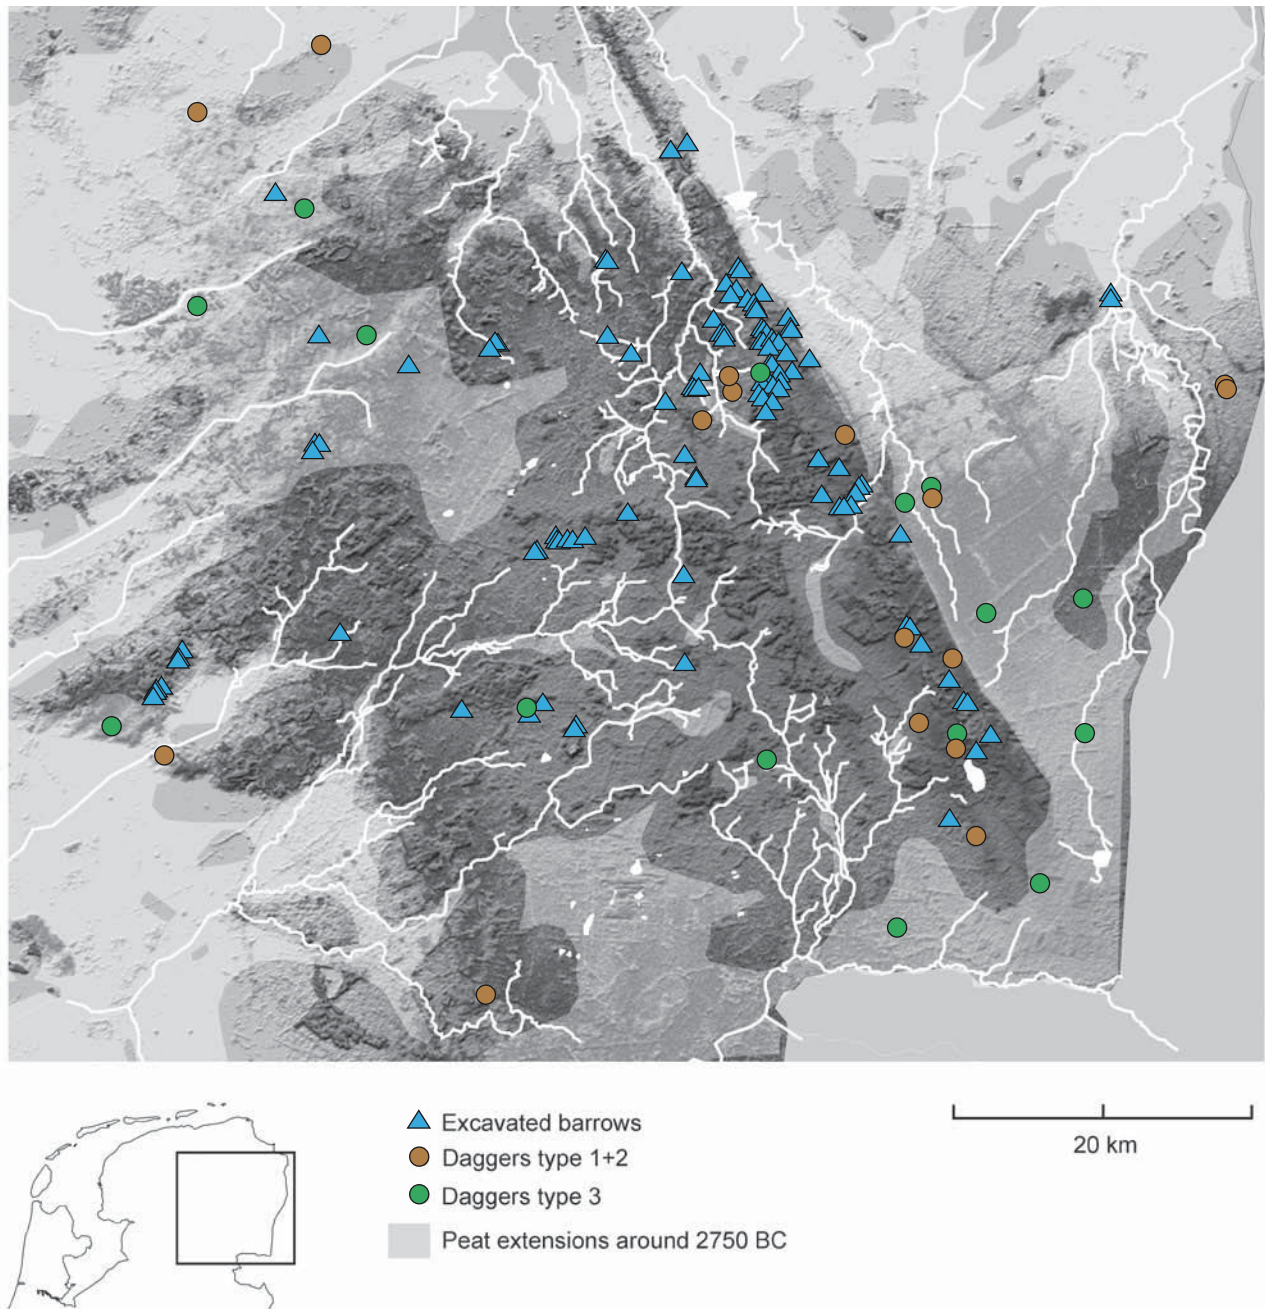 Excavated barrows
Daggers type 1+2
Daggers type 3
Peat extensions around 2750 BC
20 km